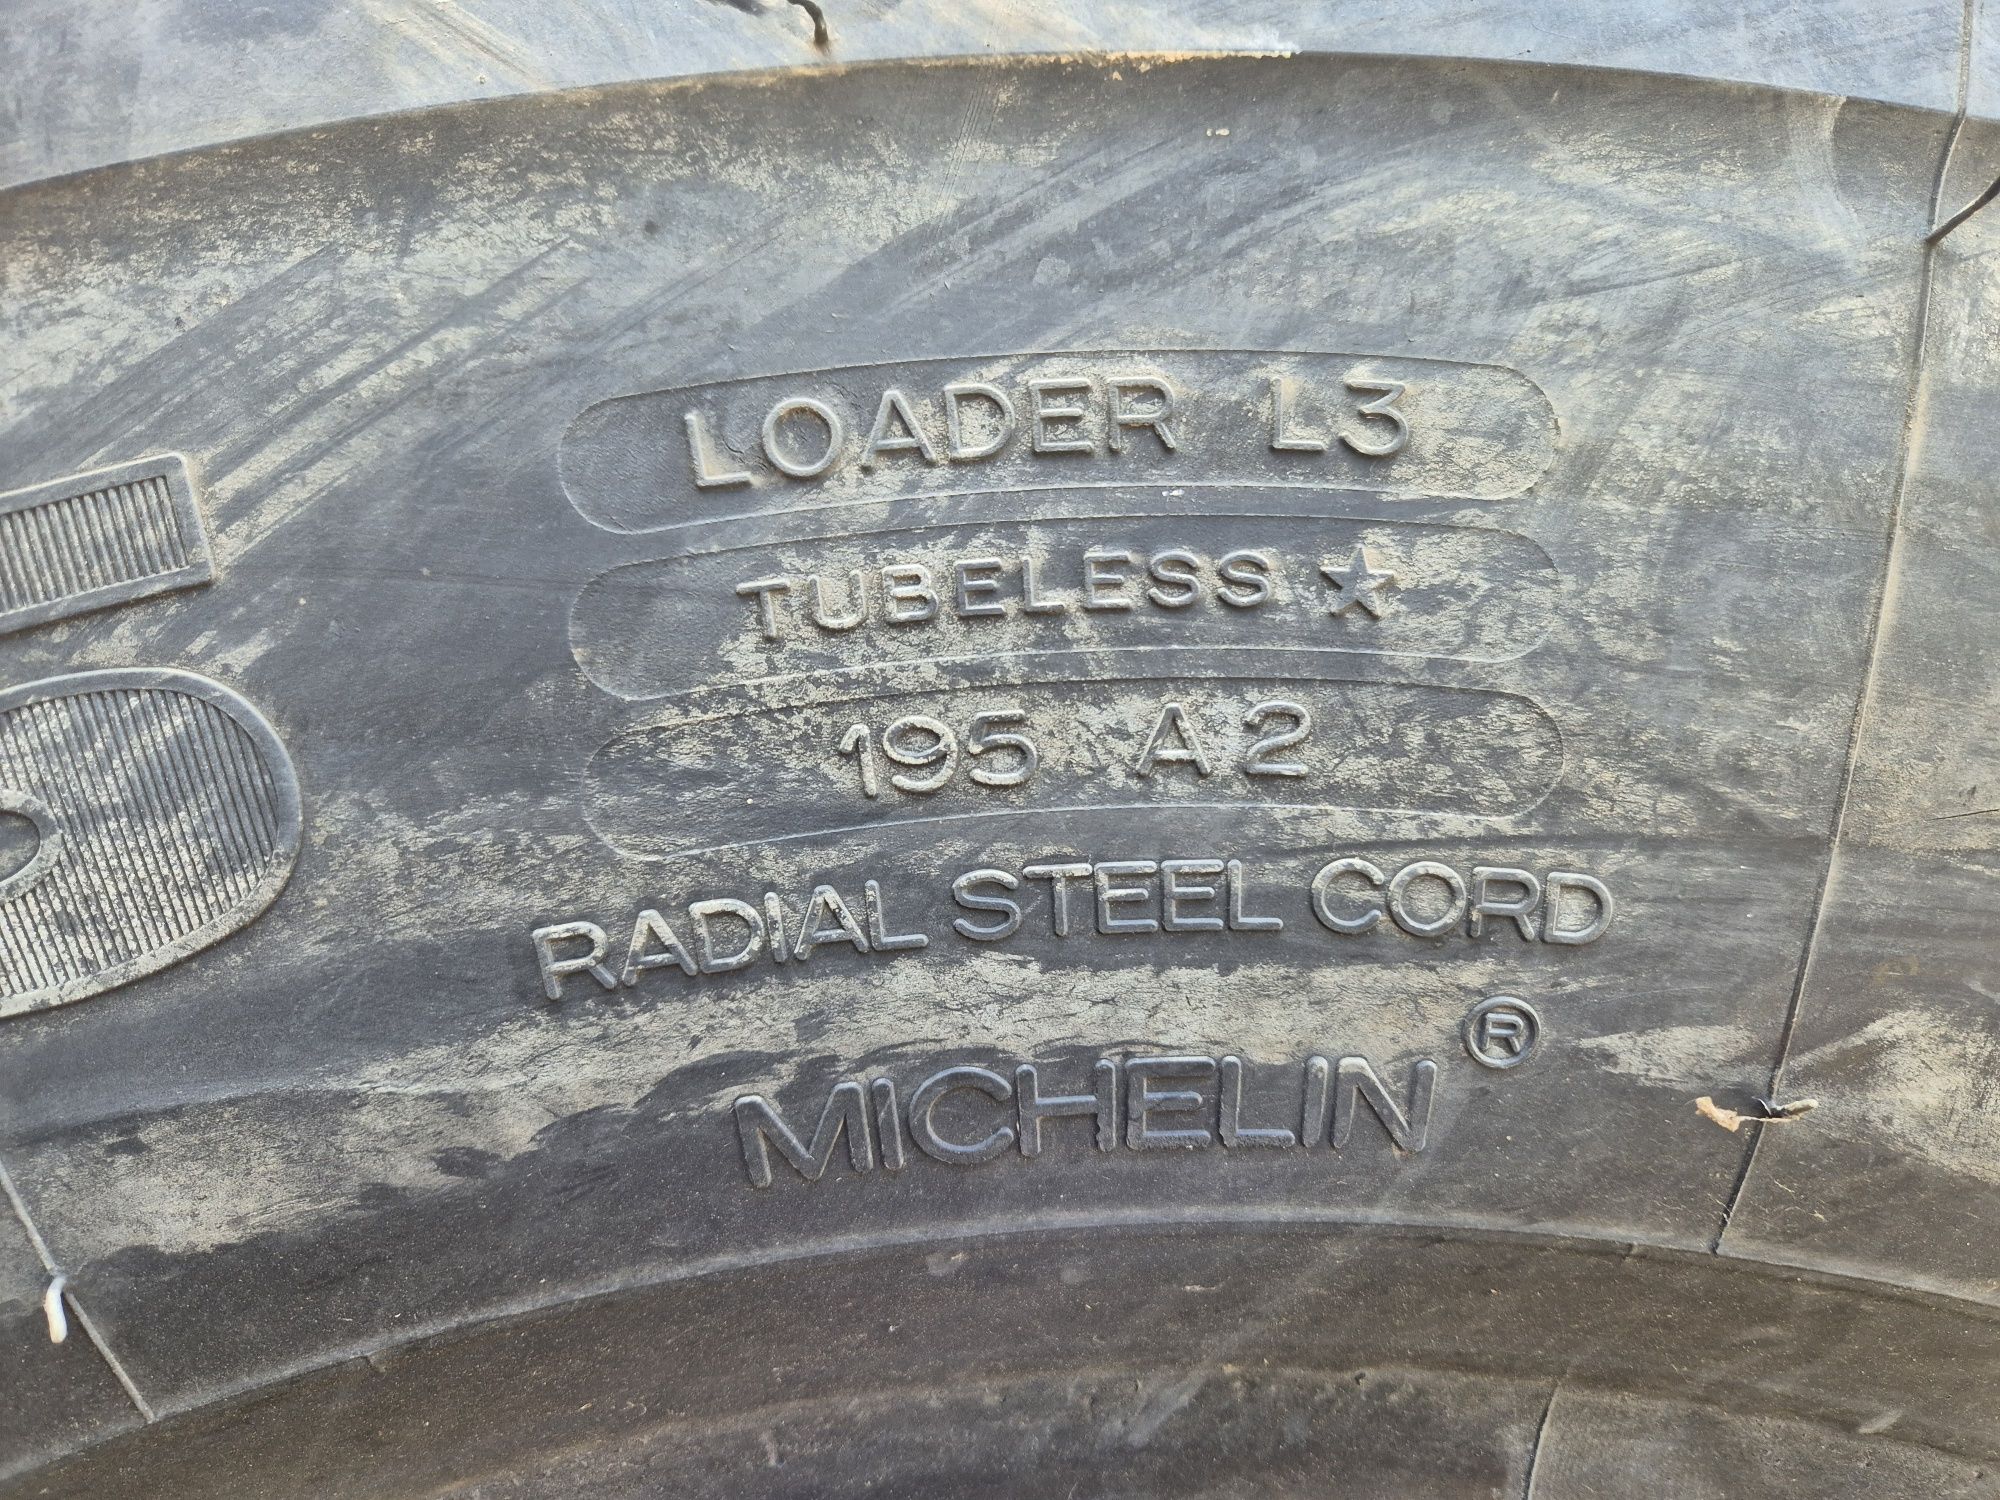 LOADER L3
TUBELESS ★
195 A2
RADIAL STEEL CORD
MICHELIN ®